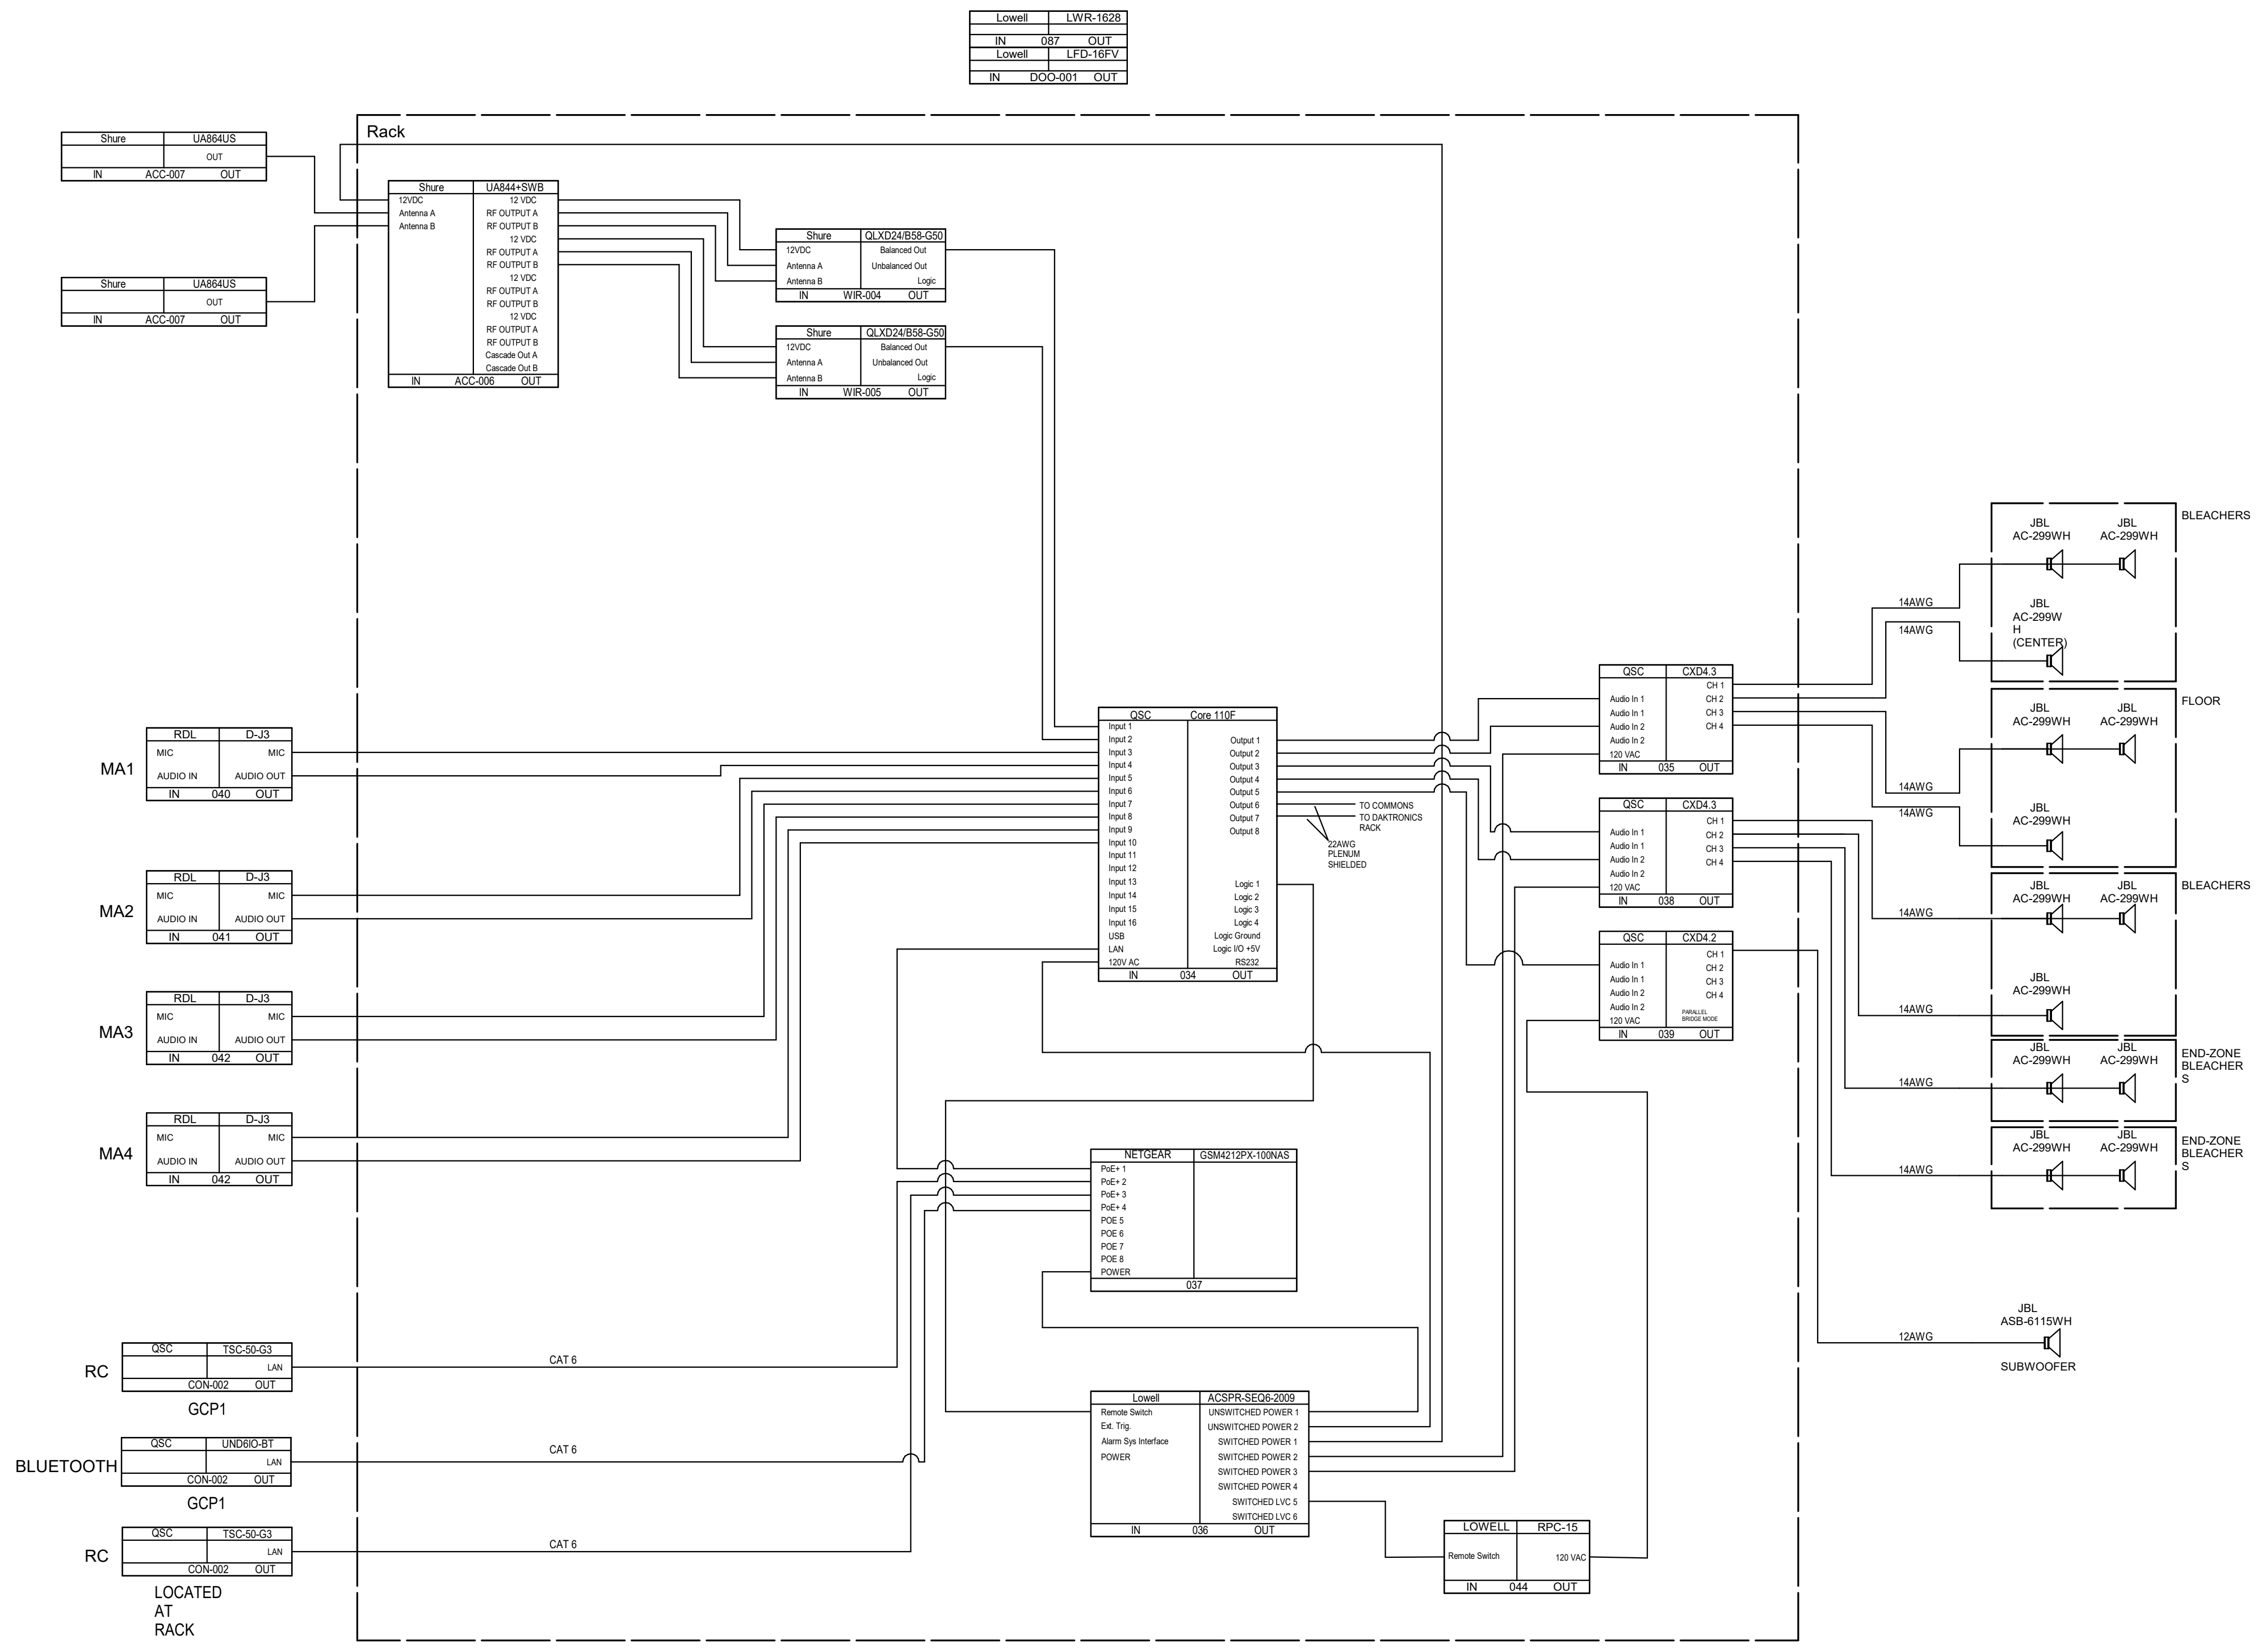 Lowell LWR-1628
IN 087 OUT
Lowell LFD-16FV
IN DOO-001 OUT
Rack
Shure UA864US
OUT
IN ACC-007 OUT
Shure UA864US
OUT
IN ACC-007 OUT
Shure UA844+SWB
12VDC 12 VDC
Antenna A RF OUTPUT A
Antenna B RF OUTPUT B
12 VDC
RF OUTPUT A
RF OUTPUT B
12 VDC
RF OUTPUT A
RF OUTPUT B
12 VDC
RF OUTPUT A
RF OUTPUT B
Cascade Out A
Cascade Out B
IN ACC-006 OUT
Shure QLXD24/B58-G50
12VDC Balanced Out
Antenna A Unbalanced Out
Antenna B Logic
IN WIR-004 OUT
Shure QLXD24/B58-G50
12VDC Balanced Out
Antenna A Unbalanced Out
Antenna B Logic
IN WIR-005 OUT
MA1
RDL D-J3
MIC MIC
AUDIO IN AUDIO OUT
IN 040 OUT
MA2
RDL D-J3
MIC MIC
AUDIO IN AUDIO OUT
IN 041 OUT
MA3
RDL D-J3
MIC MIC
AUDIO IN AUDIO OUT
IN 042 OUT
MA4
RDL D-J3
MIC MIC
AUDIO IN AUDIO OUT
IN 042 OUT
RC
QSC TSC-50-G3
LAN
CON-002 OUT
GCP1
CAT 6
BLUETOOTH
QSC UND6IO-BT
LAN
CON-002 OUT
GCP1
CAT 6
RC
QSC TSC-50-G3
LAN
CON-002 OUT
LOCATED
AT
RACK
CAT 6
QSC Core 110F
Input 1
Input 2
Input 3
Input 4
Input 5
Input 6
Input 7
Input 8
Input 9
Input 10
Input 11
Input 12
Input 13
Input 14
Input 15
Input 16
USB
LAN
120V AC
Output 1
Output 2
Output 3
Output 4
Output 5
Output 6
Output 7
Output 8
Logic 1
Logic 2
Logic 3
Logic 4
Logic Ground
Logic I/O +5V
RS232
IN 034 OUT
TO COMMONS
TO DAKTRONICS
RACK
22AWG
PLENUM
SHIELDED
NETGEAR GSM4212PX-100NAS
PoE+ 1
PoE+ 2
PoE+ 3
PoE+ 4
POE 5
POE 6
POE 7
POE 8
POWER
037
Lowell ACSPR-SEQ6-2009
Remote Switch UNSWITCHED POWER 1
Ext. Trig. UNSWITCHED POWER 2
Alarm Sys Interface SWITCHED POWER 1
POWER SWITCHED POWER 2
SWITCHED POWER 3
SWITCHED POWER 4
SWITCHED LVC 5
SWITCHED LVC 6
IN 036 OUT
LOWELL RPC-15
Remote Switch 120 VAC
IN 044 OUT
QSC CXD4.3
CH 1
Audio In 1 CH 2
Audio In 1 CH 3
Audio In 2 CH 4
Audio In 2
120 VAC
IN 035 OUT
QSC CXD4.3
CH 1
Audio In 1 CH 2
Audio In 1 CH 3
Audio In 2 CH 4
Audio In 2
120 VAC
IN 038 OUT
QSC CXD4.2
CH 1
Audio In 1 CH 2
Audio In 1 CH 3
Audio In 2 CH 4
Audio In 2
PARALLEL
BRIDGE MODE
120 VAC
IN 039 OUT
BLEACHERS
JBL JBL
AC-299WH AC-299WH
14AWG
JBL
AC-299W
H
(CENTER)
14AWG
FLOOR
JBL JBL
AC-299WH AC-299WH
14AWG
JBL
AC-299WH
14AWG
BLEACHERS
JBL JBL
AC-299WH AC-299WH
14AWG
JBL
AC-299WH
14AWG
END-ZONE
BLEACHER
S
JBL JBL
AC-299WH AC-299WH
14AWG
END-ZONE
BLEACHER
S
JBL JBL
AC-299WH AC-299WH
14AWG
JBL
ASB-6115WH
12AWG
SUBWOOFER